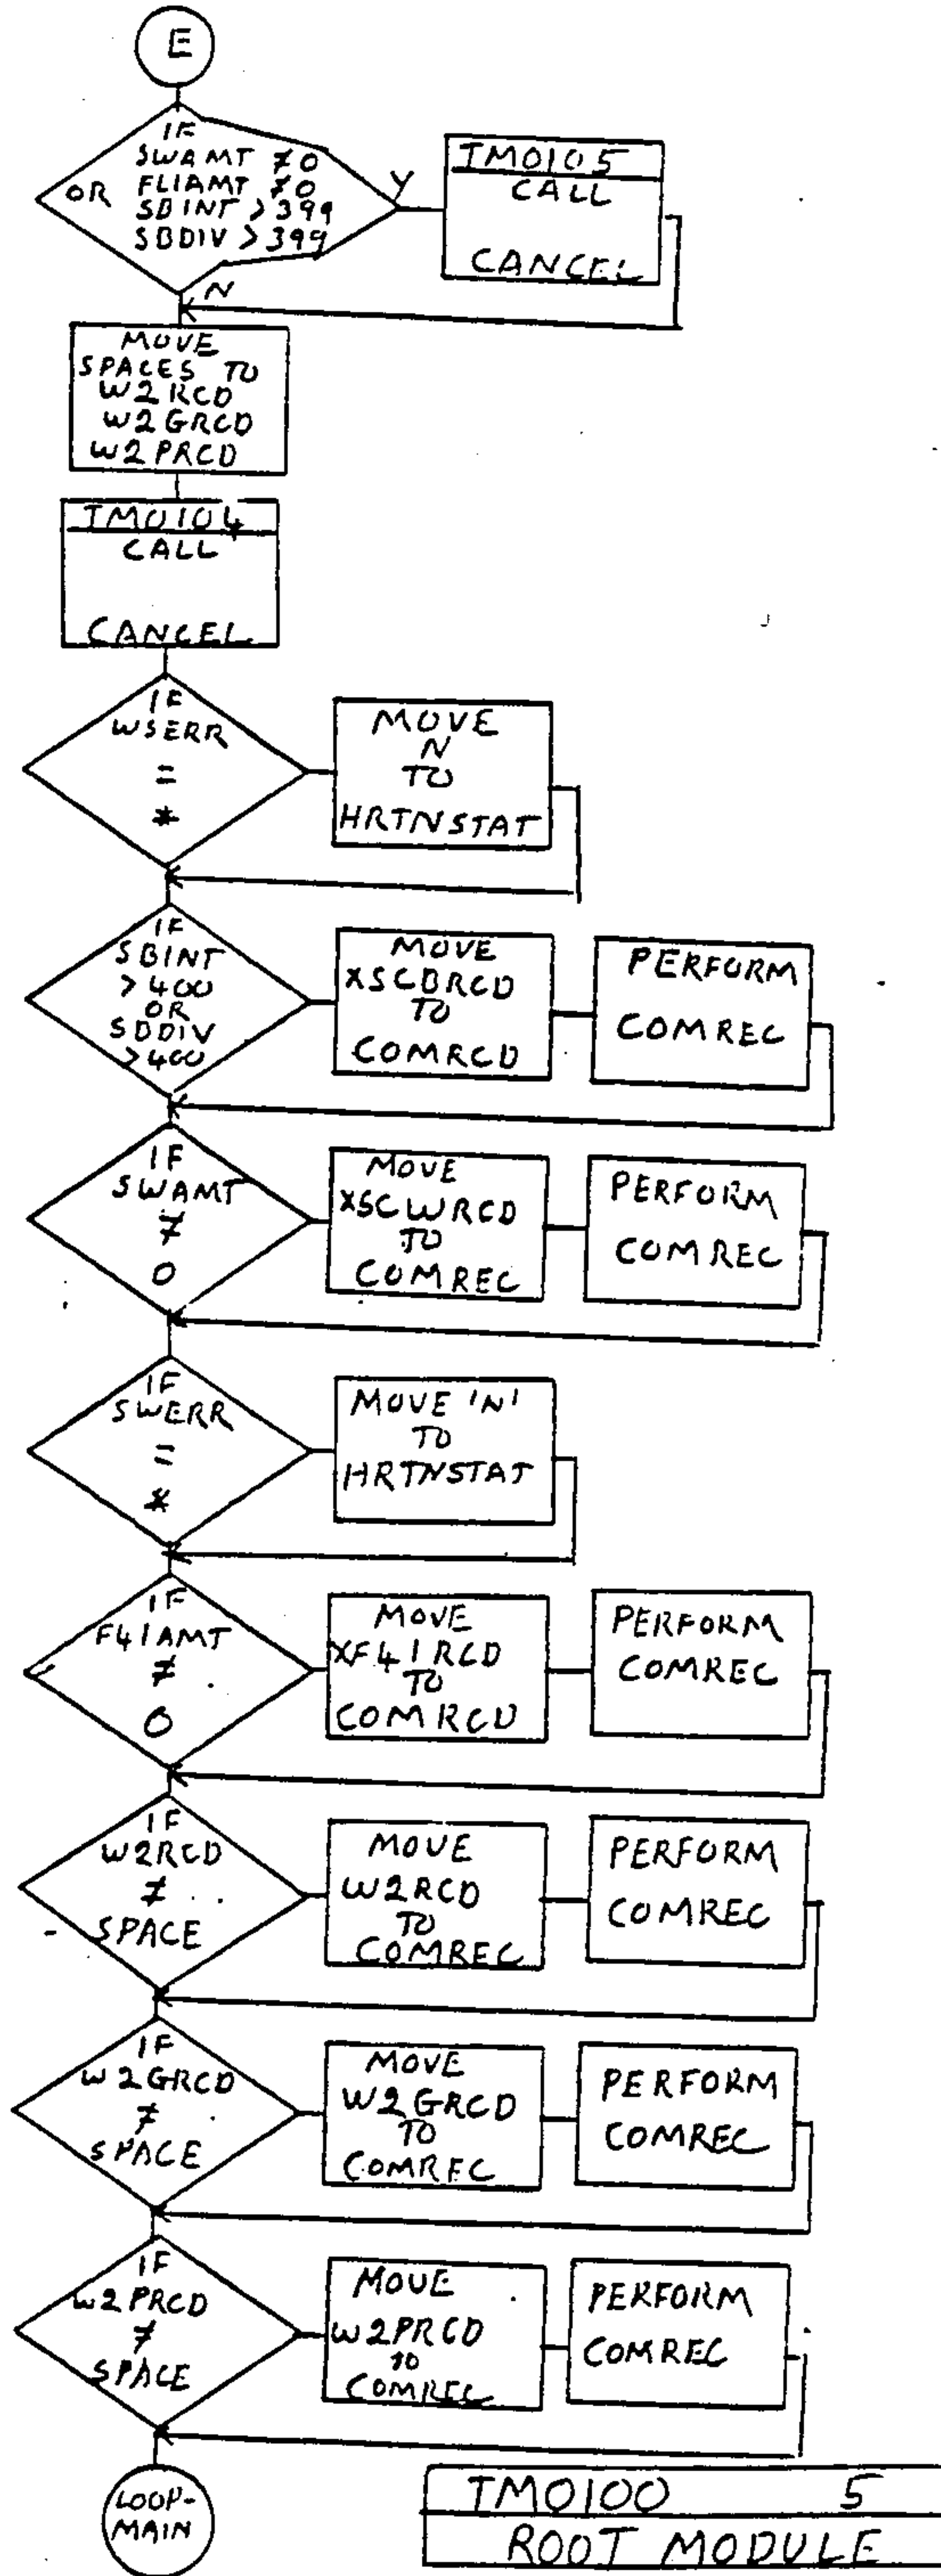 E
IF
SWAMT ≠0
OR FLIAMT ≠0
SBINT >399
SBDIV >399
Y
TM0105
CALL
CANCEL
N
MOVE
SPACES TO
W2RCD
W2GRCD
W2PRCD
TM0104
CALL
CANCEL
IF
WSERR
=
*
MOVE
N
TO
HRTNSTAT
IF
SBINT
>400
OR
SDDIV
>400
MOVE
XSCBRCD
TO
COMRCD
PERFORM
COMREC
IF
SWAMT
≠
0
MOVE
XSCWRCD
TO
COMREC
PERFORM
COMREC
IF
SWERR
=
*
MOVE 'N'
TO
HRTNSTAT
IF
F41AMT
≠
0
MOVE
XF41RCD
TO
COMRCD
PERFORM
COMREC
IF
W2RCD
≠
SPACE
MOVE
W2RCD
TO
COMREC
PERFORM
COMREC
IF
W2GRCD
≠
SPACE
MOVE
W2GRCD
TO
COMREC
PERFORM
COMREC
IF
W2PRCD
≠
SPACE
MOVE
W2PRCD
TO
COMREC
PERFORM
COMREC
LOOP-
MAIN
TM0100 5
ROOT MODULE